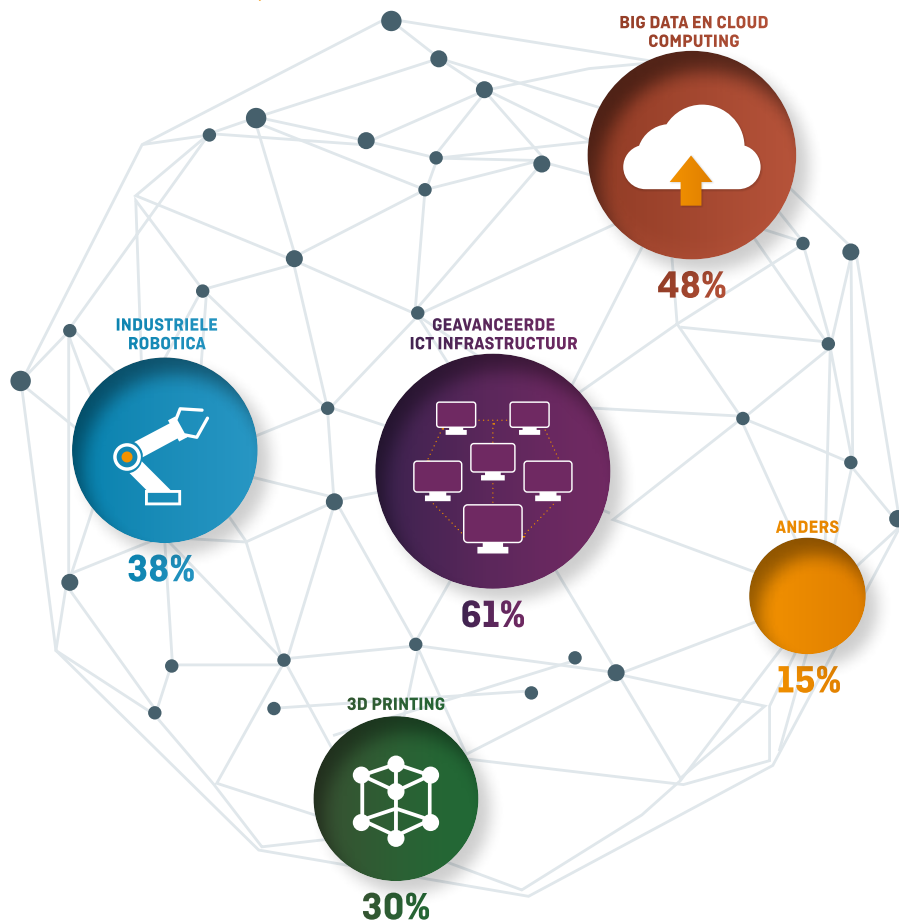 BIG DATA EN CLOUD
COMPUTING
48%
INDUSTRIELE
ROBOTICA
38%
GEAVANCEERDE
ICT INFRASTRUCTUUR
61%
ANDERS
15%
3D PRINTING
30%